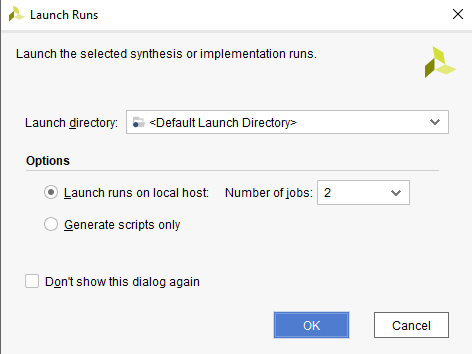 Launch Runs
Launch the selected synthesis or implementation runs.
Launch directory: <Default Launch Directory>
Options
Launch runs on local host: Number of jobs: 2
Generate scripts only
Don't show this dialog again
OK Cancel